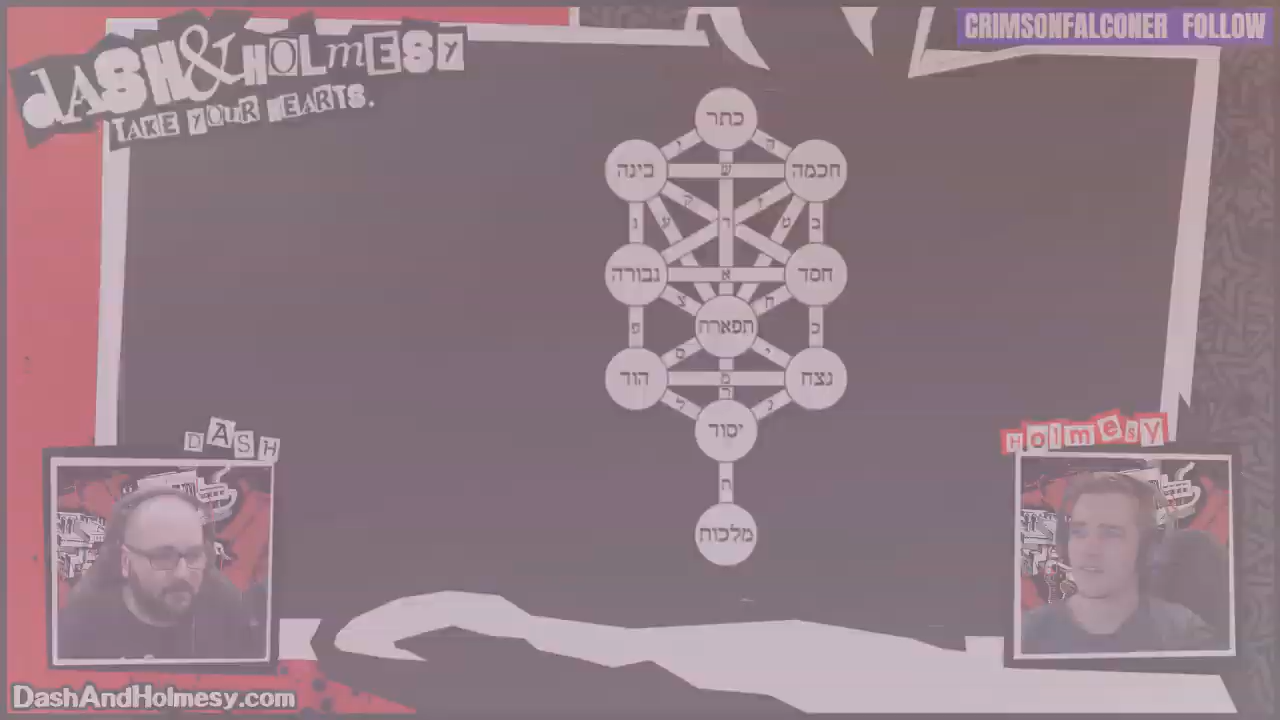 DASH&HOLMESY
TAKE YOUR HEARTS.
CRIMSONFALCONER FOLLOW
כתר
י ה
בינה
ש
חכמה
ק ז
נ ע ד ט ב
גבורה
א
חסד
צ ח
תפארת
פ כ
ס י
הוד
מ
נצח
ר
ל נ
יסוד
ת
מלכות
DASH
Holmesy
DashAndHolmesy.com